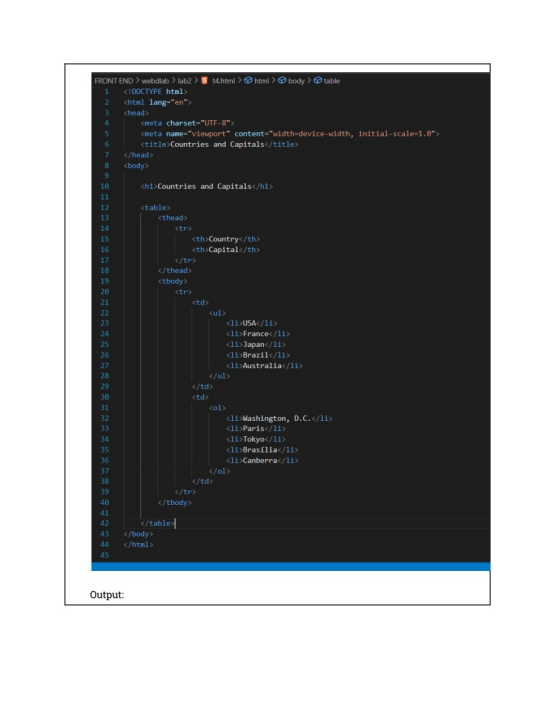 FRONT END > webdlab > lab2 > t4.html > html > body > table
1 <!DOCTYPE html>
2 <html lang="en">
3 <head>
4 <meta charset="UTF-8">
5 <meta name="viewport" content="width=device-width, initial-scale=1.0">
6 <title>Countries and Capitals</title>
7 </head>
8 <body>
9
10 <h1>Countries and Capitals</h1>
11
12 <table>
13 <thead>
14 <tr>
15 <th>Country</th>
16 <th>Capital</th>
17 </tr>
18 </thead>
19 <tbody>
20 <tr>
21 <td>
22 <ul>
23 <li>USA</li>
24 <li>France</li>
25 <li>Japan</li>
26 <li>Brazil</li>
27 <li>Australia</li>
28 </ul>
29 </td>
30 <td>
31 <ol>
32 <li>Washington, D.C.</li>
33 <li>Paris</li>
34 <li>Tokyo</li>
35 <li>Brasília</li>
36 <li>Canberra</li>
37 </ol>
38 </td>
39 </tr>
40 </tbody>
41
42 </table>
43 </body>
44 </html>
45
Output: